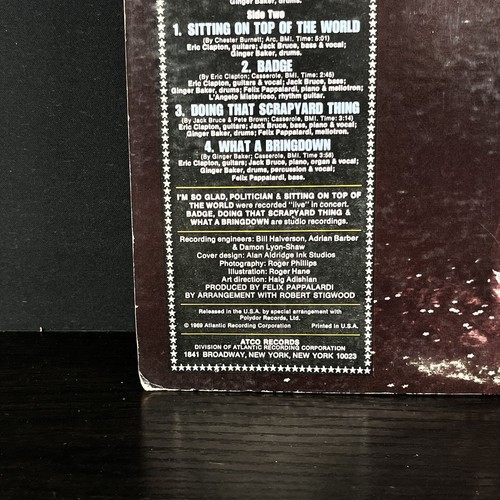 Ginger Baker, drums.
Side Two
1. SITTING ON TOP OF THE WORLD
(By Chester Burnett; Arc, BMI. Time: 5:01)
Eric Clapton, guitars; Jack Bruce, bass & vocal;
Ginger Baker, drums.
2. BADGE
(By Eric Clapton; Casserole, BMI. Time: 2:45)
Eric Clapton, guitars & vocal; Jack Bruce, bass;
Ginger Baker, drums; Felix Pappalardi, piano & mellotron;
L'Angelo Misterioso, rhythm guitar.
3. DOING THAT SCRAPYARD THING
(By Jack Bruce & Pete Brown; Casserole, BMI. Time: 3:14)
Eric Clapton, guitars; Jack Bruce, bass, piano & vocal;
Ginger Baker, drums; Felix Pappalardi, mellotron.
4. WHAT A BRINGDOWN
(By Ginger Baker; Casserole, BMI. Time 3:56)
Eric Clapton, guitars; Jack Bruce, piano, organ & vocal;
Ginger Baker, drums, percussion & vocal;
Felix Pappalardi, bass.
I'M SO GLAD, POLITICIAN & SITTING ON TOP OF
THE WORLD were recorded "live" in concert.
BADGE, DOING THAT SCRAPYARD THING &
WHAT A BRINGDOWN are studio recordings.
Recording engineers: Bill Halverson, Adrian Barber
& Damon Lyon-Shaw
Cover design: Alan Aldridge Ink Studios
Photography: Roger Phillips
Illustration: Roger Hane
Art direction: Haig Adishian
PRODUCED BY FELIX PAPPALARDI
BY ARRANGEMENT WITH ROBERT STIGWOOD
Released in the U.S.A. by special arrangement with
Polydor Records, Ltd.
© 1969 Atlantic Recording Corporation Printed in U.S.A.
ATCO RECORDS
DIVISION OF ATLANTIC RECORDING CORPORATION
1841 BROADWAY, NEW YORK, NEW YORK 10023